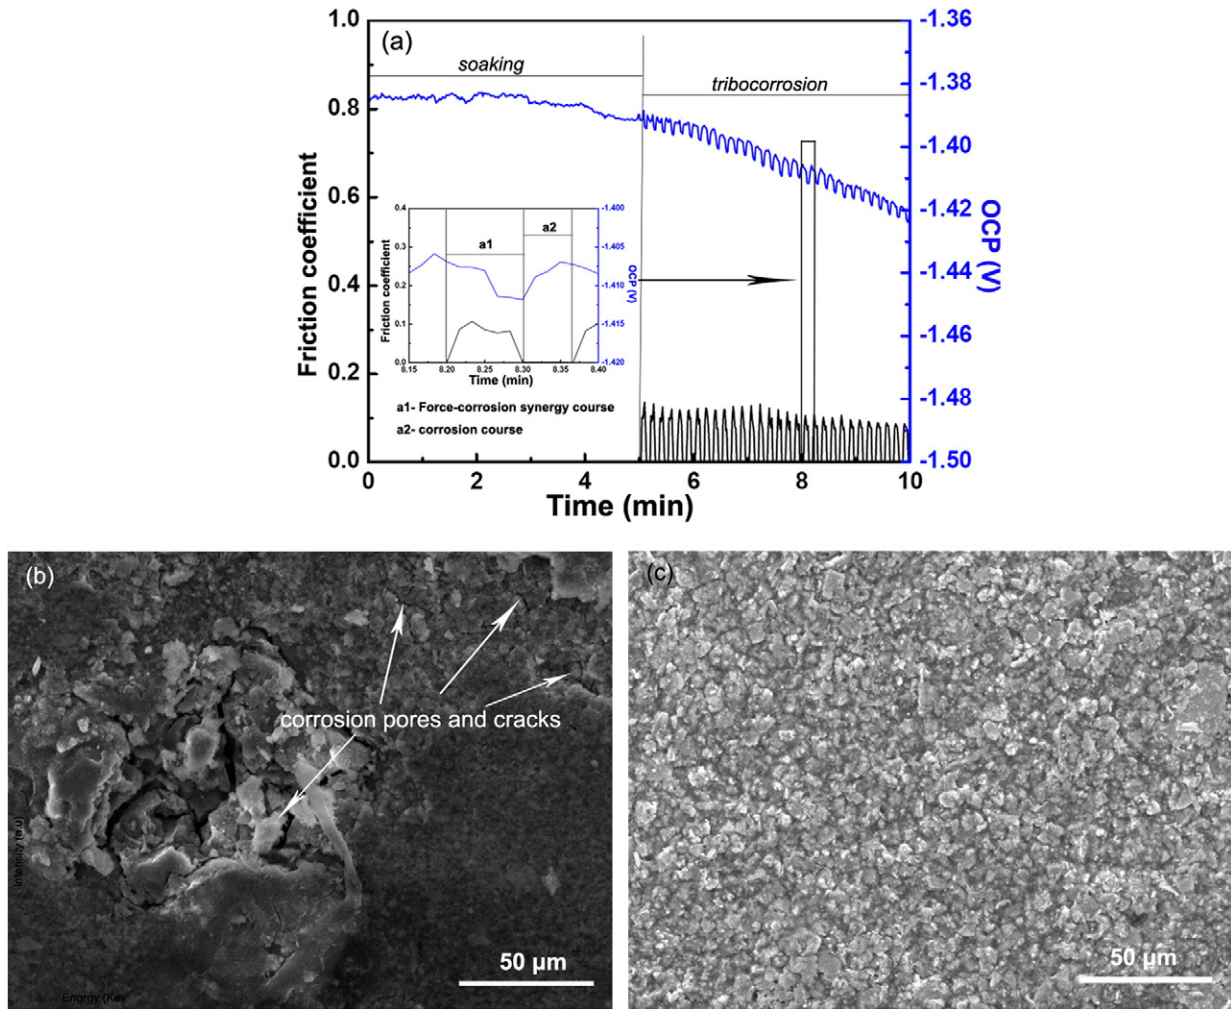 (a)
soaking
tribocorrosion
1.0
0.8
0.6
0.4
0.2
0.0
Friction coefficient
0
2
4
6
8
10
Time (min)
-1.36
-1.38
-1.40
-1.42
-1.44
-1.46
-1.48
-1.50
OCP (V)
0.4
0.3
0.2
0.1
0.0
Friction coefficient
a1
a2
-1.400
-1.405
-1.410
-1.415
-1.420
OCP (V)
8.15 8.20 8.25 8.30 8.35 8.40
Time (min)
a1- Force-corrosion synergy course
a2- corrosion course
(b)
corrosion pores and cracks
Intensity (a.u)
Engrgy (Kev
50 µm
(c)
50 µm